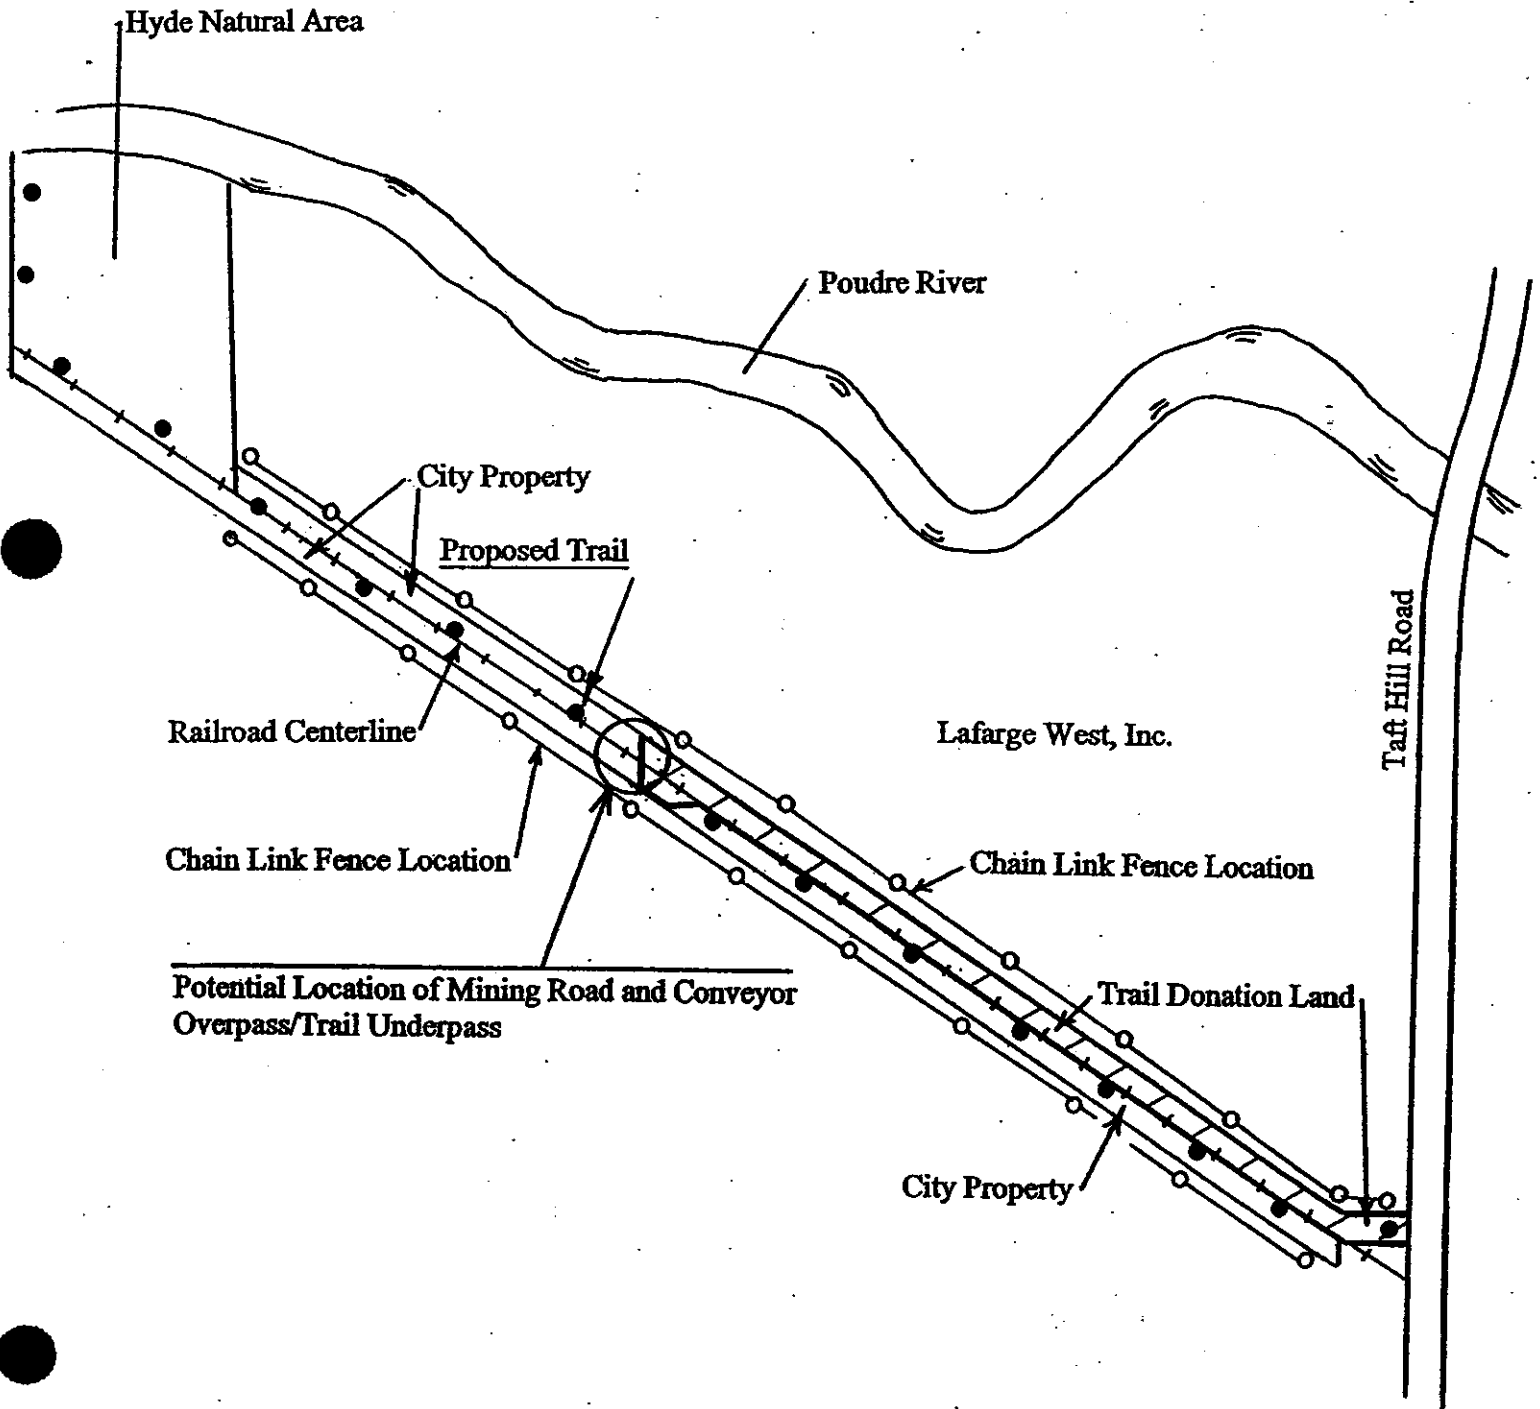 Hyde Natural Area
Poudre River
City Property
Proposed Trail
Taft Hill Road
Railroad Centerline
Lafarge West, Inc.
Chain Link Fence Location
Chain Link Fence Location
Potential Location of Mining Road and Conveyor
Overpass/Trail Underpass
Trail Donation Land
City Property